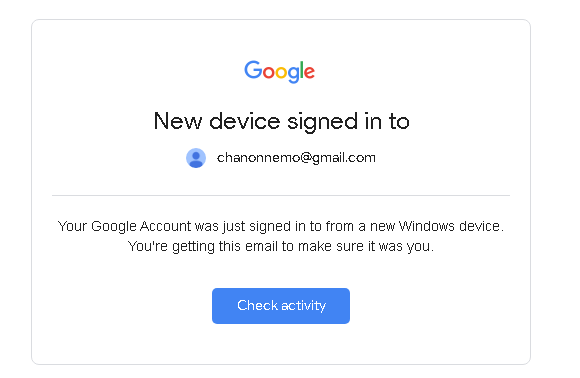 Google
New device signed in to
chanonnemo@gmail.com
Your Google Account was just signed in to from a new Windows device.
You're getting this email to make sure it was you.
Check activity